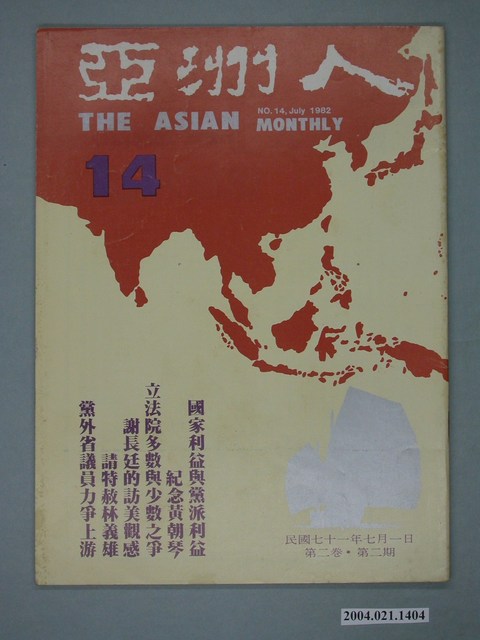 亞洲人
NO. 14, July 1982
THE ASIAN MONTHLY
14
國家利益與黨派利益
紀念黃朝琴!
立法院多數與少數之爭
謝長廷的訪美觀感
請特赦林義雄
黨外省議員力爭上游
民國七十一年七月一日
第二卷・第二期
2004.021.1404